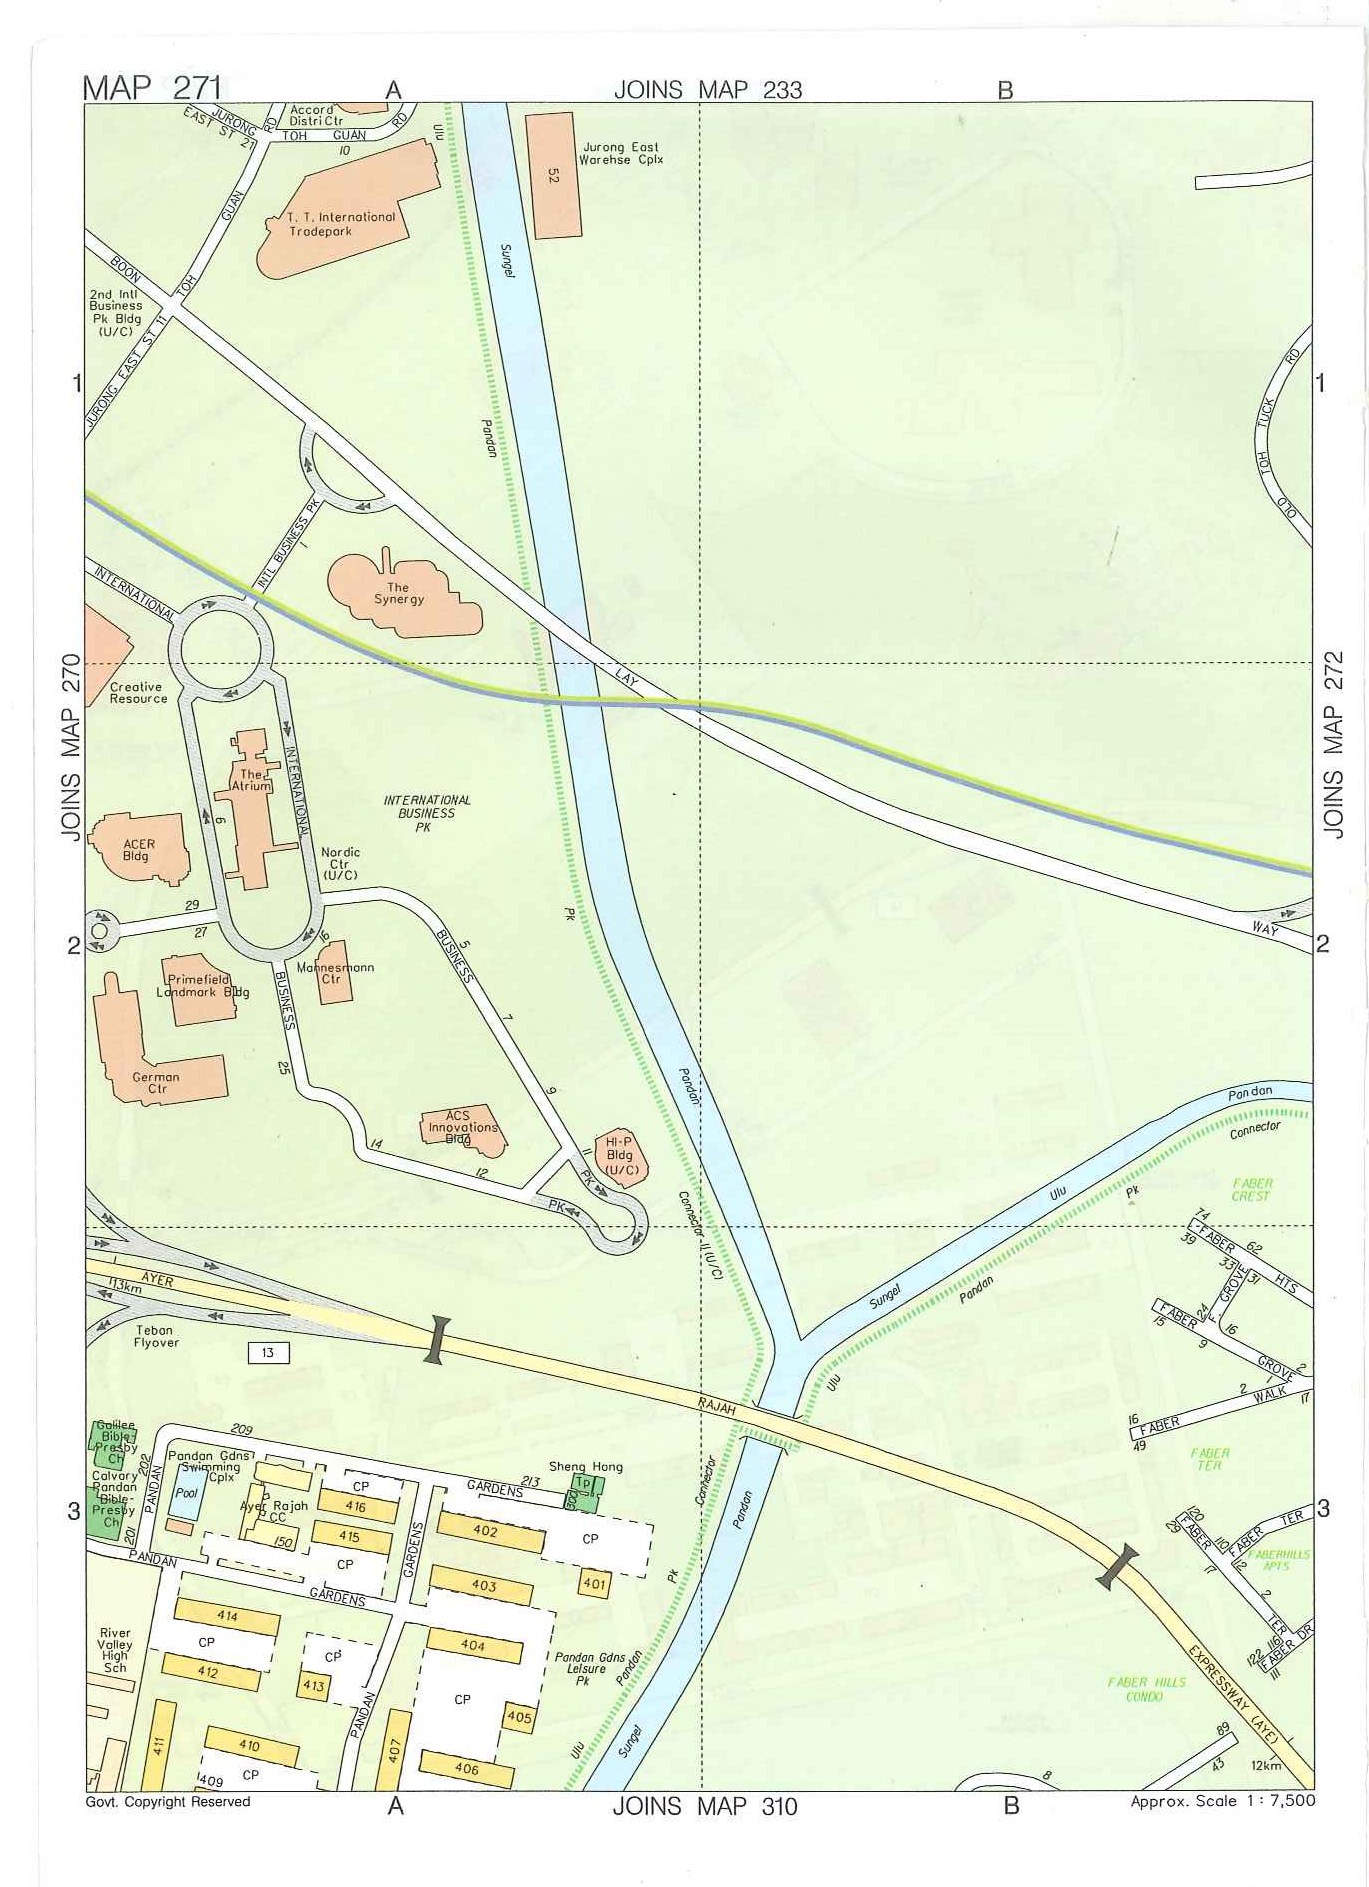 MAP 271
A
JOINS MAP 233
B
JURONG
EAST ST 21
RD
Accord
Distri Ctr
TOH GUAN
RD
10
Ulu
52
Jurong East
Warehse Cplx
GUAN
T. T. International
Tradepark
Sungei
BOON
TOH
2nd Intl
Business
Pk Bldg
(U/C)
JURONG EAST ST 11
1
1
RD
TUCK
TOH
OLD
Pandan
INTL BUSINESS PK
1
INTERNATIONAL
The
Synergy
JOINS MAP 270
JOINS MAP 272
LAY
Creative
Resource
The
Atrium
INTERNATIONAL
INTERNATIONAL
BUSINESS
PK
6
ACER
Bldg
Nordic
Ctr
(U/C)
29
27
16
Pk
5
BUSINESS
WAY
2
2
Primefield
Landmark Bldg
Mannesmann
Ctr
BUSINESS
7
25
German
Ctr
9
Pandan
Pandan
Connector
ACS
Innovations
Bldg
14
12
11
HI-P
Bldg
(U/C)
PK
PK
Connector II (U/C)
Ulu
Pk
FABER
CREST
74
39
FABER
62
33
31
HTS
GROVE
AYER
13km
Teban
Flyover
13
Sungei
Pandan
24
F.
FABER
15
16
9
GROVE
2
1
2
WALK
17
Ulu
RAJAH
16
FABER
49
FABER
TER
Galilee
Bible-
Presby
Ch
209
202
PANDAN
Pandan Gdns
Swimming
Cplx
Calvary
Pandan
Bible-
Presby
Ch
Pool
Ayer Rajah
CC
150
CP
416
415
CP
GARDENS
213
Sheng Hong
Tp
300
402
CP
Connector
Pandan
3
3
201
PANDAN
GARDENS
GARDENS
403
401
Pk
120
29
FABER
110
FABER TER
FABERHILLS
APTS
12
17
2
TER
116
122
FABER DR
111
414
CP
412
River
Valley
High
Sch
CP
413
404
Pandan Gdns
Leisure
Pk
Pandan
CP
405
PANDAN
411
410
409
CP
407
406
Ulu
Sungei
FABER HILLS
CONDO
EXPRESSWAY (AYE)
89
43
8
12km
Govt. Copyright Reserved
A
JOINS MAP 310
B
Approx. Scale 1 : 7,500